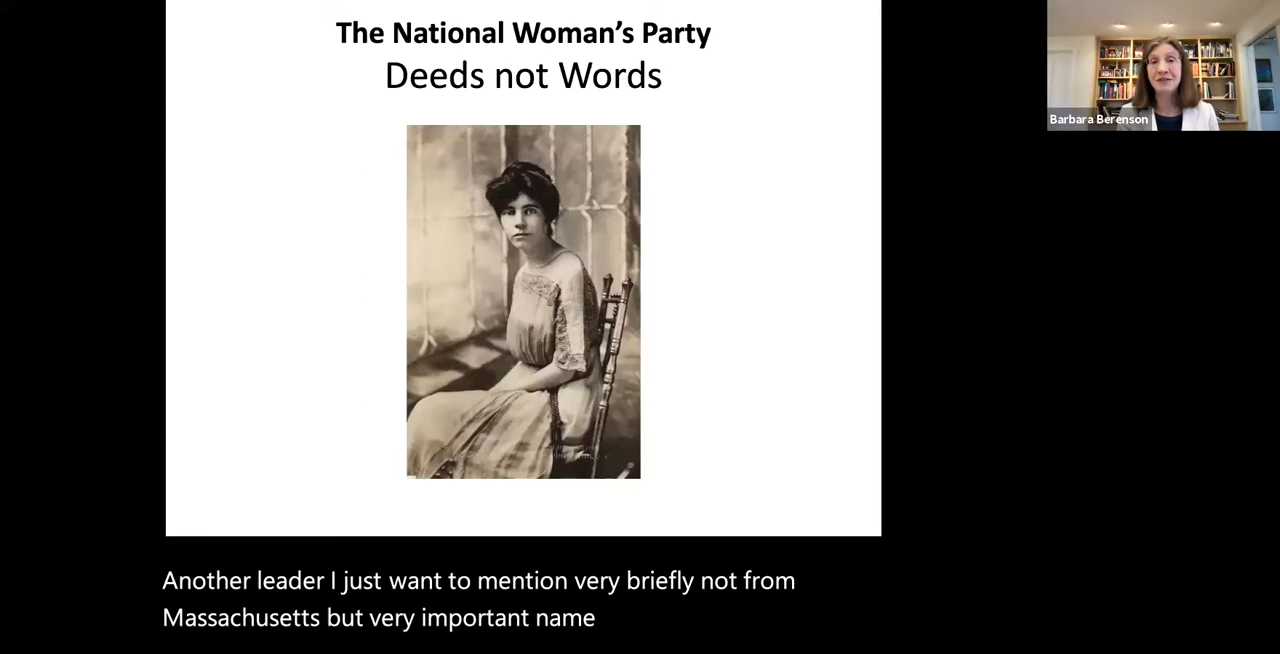 The National Woman's Party
Deeds not Words
Barbara Berenson
Another leader I just want to mention very briefly not from
Massachusetts but very important name